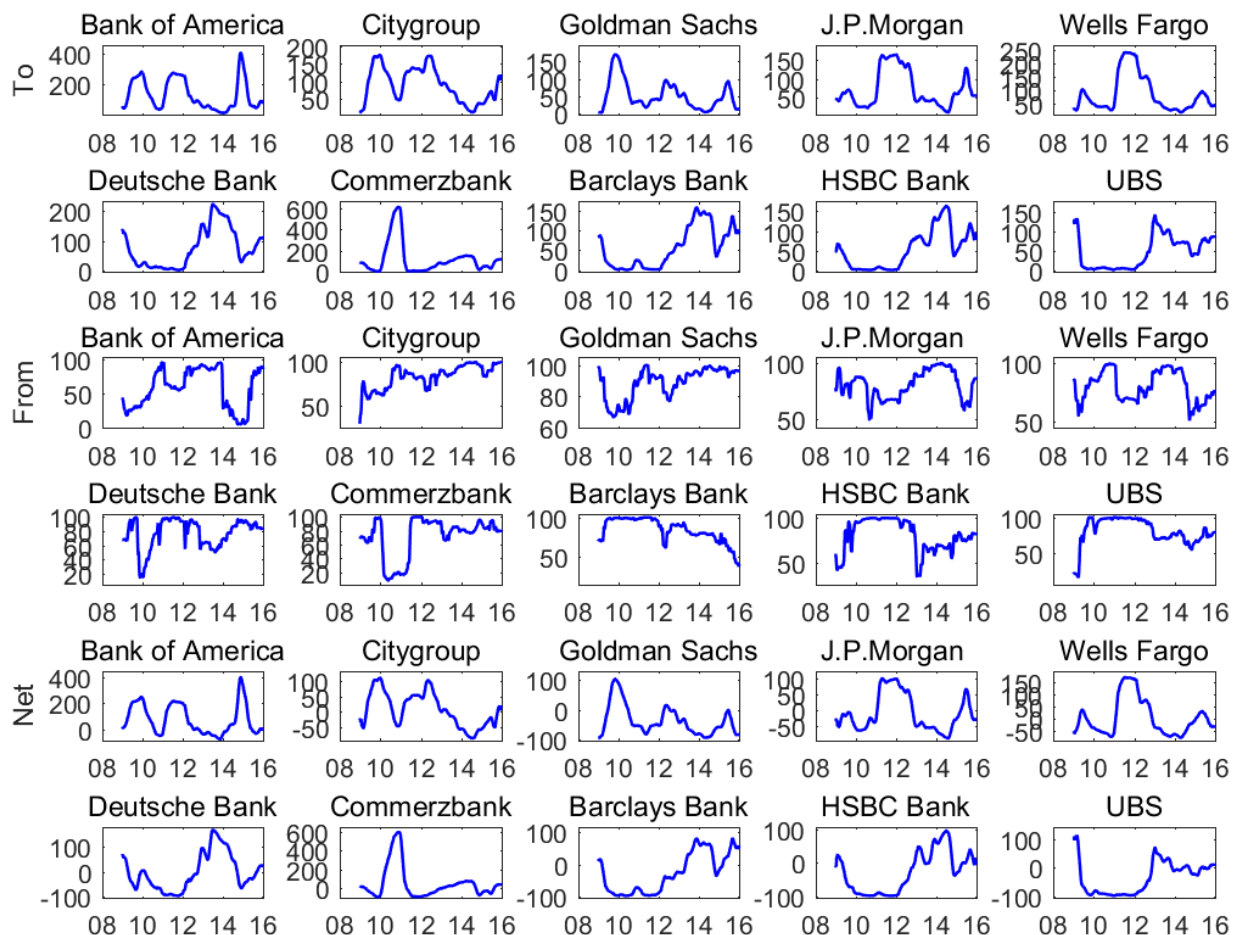 Bank of America Citygroup Goldman Sachs J.P.Morgan Wells Fargo
To
400 200
200 150 100 50
150 100 50 0
150 100 50
250 200 150 100 50
08 10 12 14 16 08 10 12 14 16 08 10 12 14 16 08 10 12 14 16 08 10 12 14 16
Deutsche Bank Commerzbank Barclays Bank HSBC Bank UBS
200 100 0
600 400 200 0
150 100 50 0
150 100 50 0
150 100 50 0
08 10 12 14 16 08 10 12 14 16 08 10 12 14 16 08 10 12 14 16 08 10 12 14 16
Bank of America Citygroup Goldman Sachs J.P.Morgan Wells Fargo
From
100 50 0
100 50
100 80 60
100 50
100 50
08 10 12 14 16 08 10 12 14 16 08 10 12 14 16 08 10 12 14 16 08 10 12 14 16
Deutsche Bank Commerzbank Barclays Bank HSBC Bank UBS
100 80 60 40 20
100 80 60 40 20
100 50
100 50
100 50
08 10 12 14 16 08 10 12 14 16 08 10 12 14 16 08 10 12 14 16 08 10 12 14 16
Bank of America Citygroup Goldman Sachs J.P.Morgan Wells Fargo
Net
400 200 0
100 50 0 -50
100 0 -100
100 50 0 -50
150 100 50 0 -50
08 10 12 14 16 08 10 12 14 16 08 10 12 14 16 08 10 12 14 16 08 10 12 14 16
Deutsche Bank Commerzbank Barclays Bank HSBC Bank UBS
100 0 -100
600 400 200 0
100 0 -100
100 0 -100
100 0 -100
08 10 12 14 16 08 10 12 14 16 08 10 12 14 16 08 10 12 14 16 08 10 12 14 16